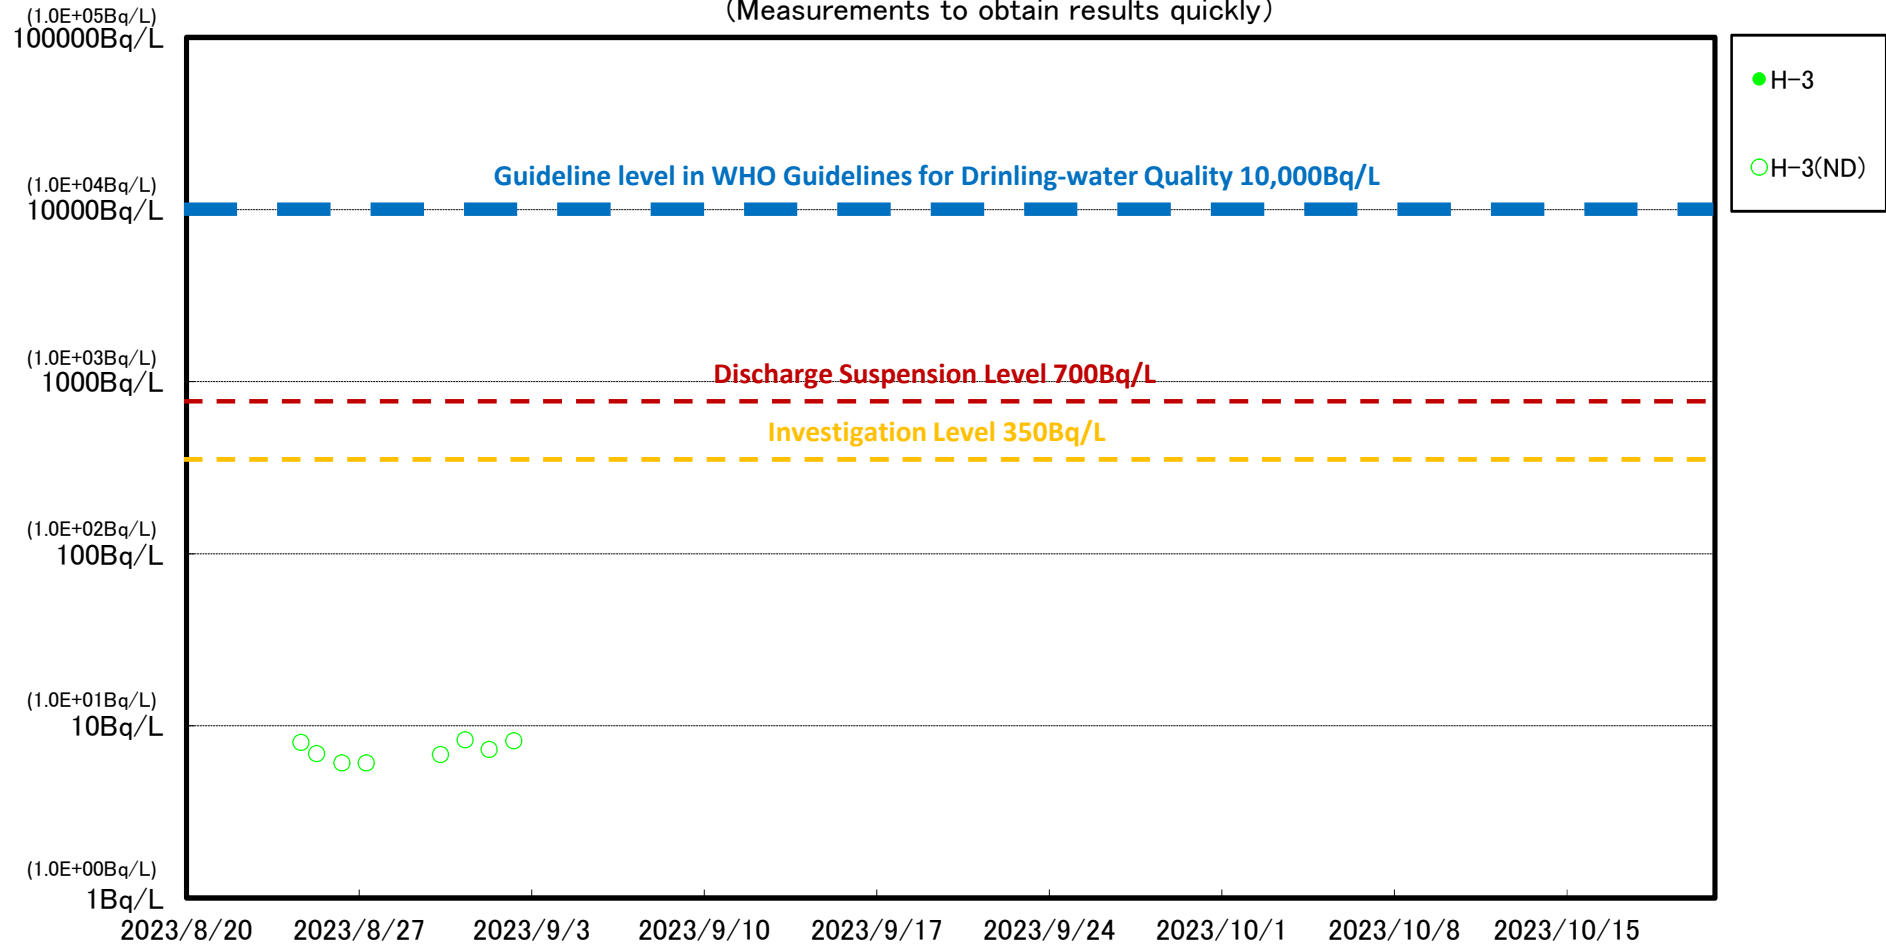 (Measurements to obtain results quickly)
(1.0E+05Bq/L)
100000Bq/L
H-3
H-3(ND)
Guideline level in WHO Guidelines for Drinling-water Quality 10,000Bq/L
(1.0E+04Bq/L)
10000Bq/L
(1.0E+03Bq/L)
1000Bq/L
Discharge Suspension Level 700Bq/L
Investigation Level 350Bq/L
(1.0E+02Bq/L)
100Bq/L
(1.0E+01Bq/L)
10Bq/L
(1.0E+00Bq/L)
1Bq/L
2023/8/20 2023/8/27 2023/9/3 2023/9/10 2023/9/17 2023/9/24 2023/10/1 2023/10/8 2023/10/15